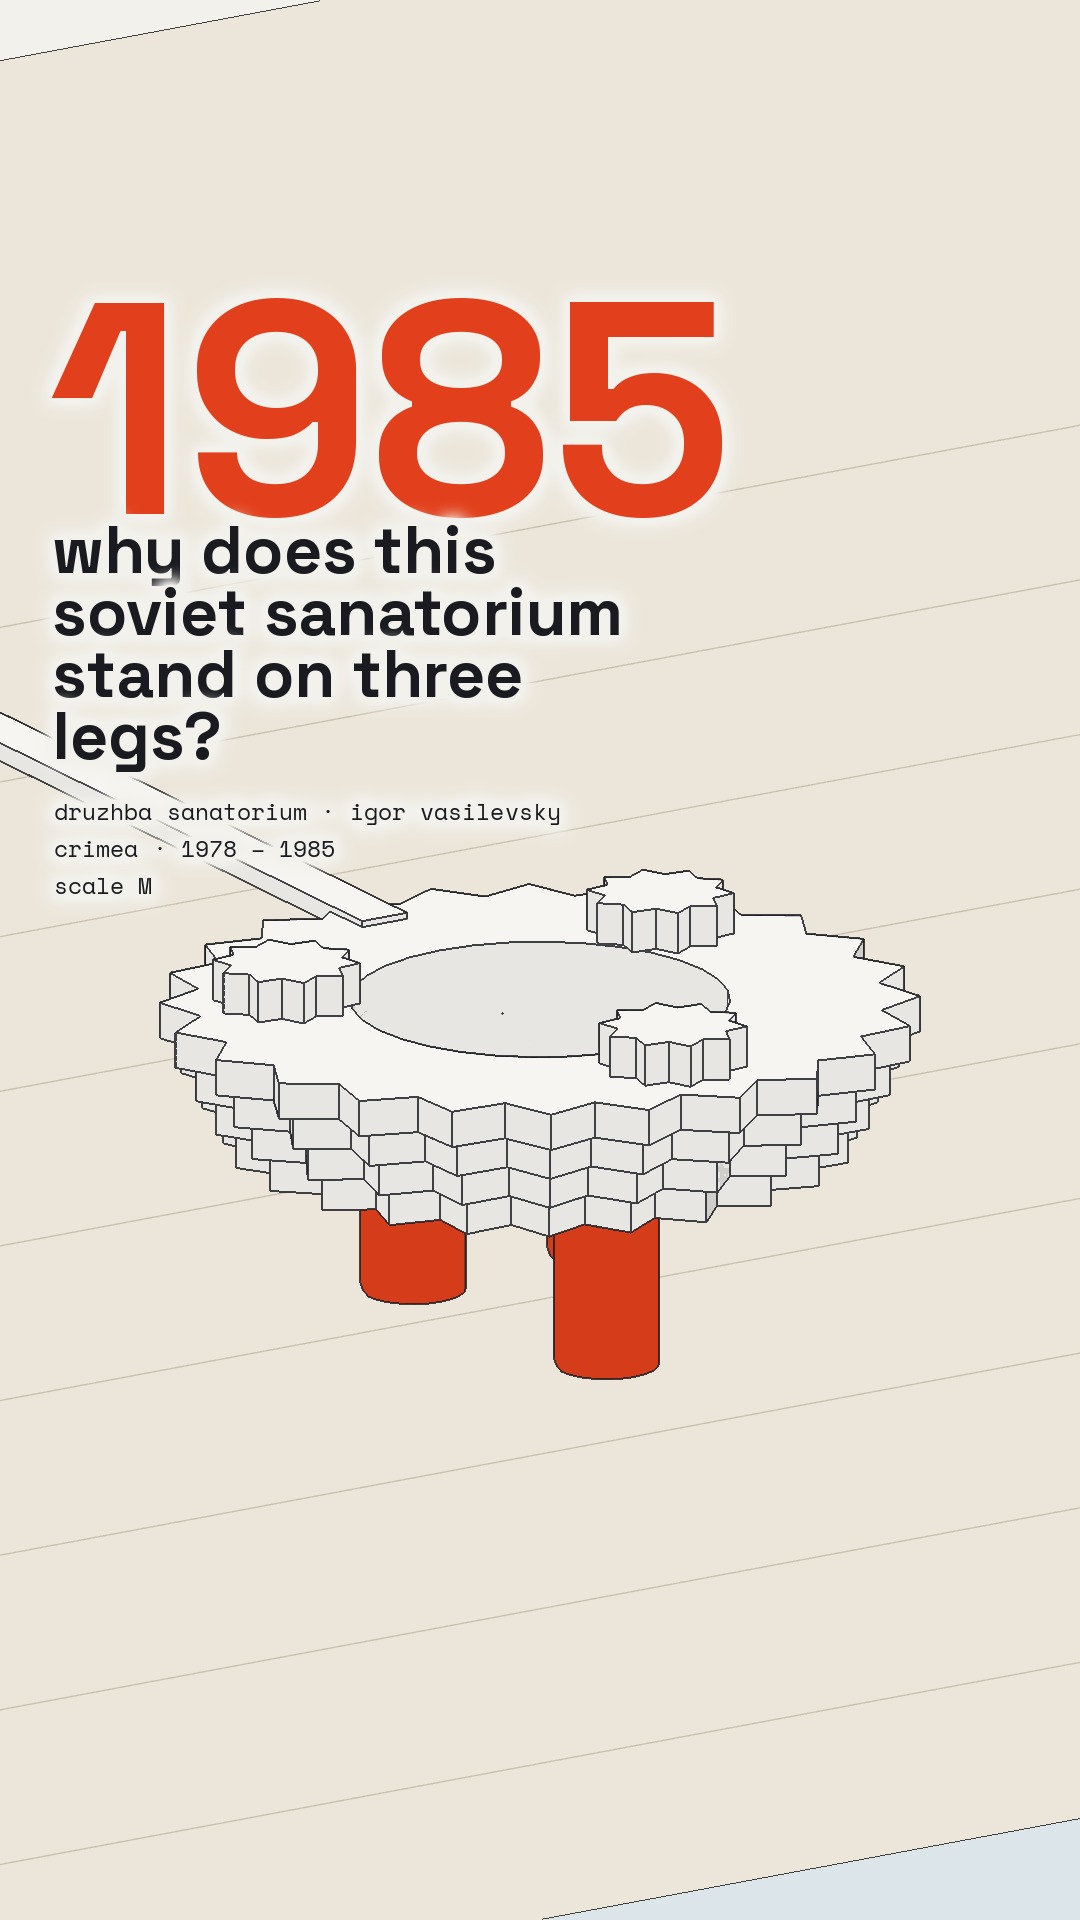 1985
why does this
soviet sanatorium
stand on three
legs?
druzhba sanatorium · igor vasilevsky
crimea · 1978 – 1985
scale M